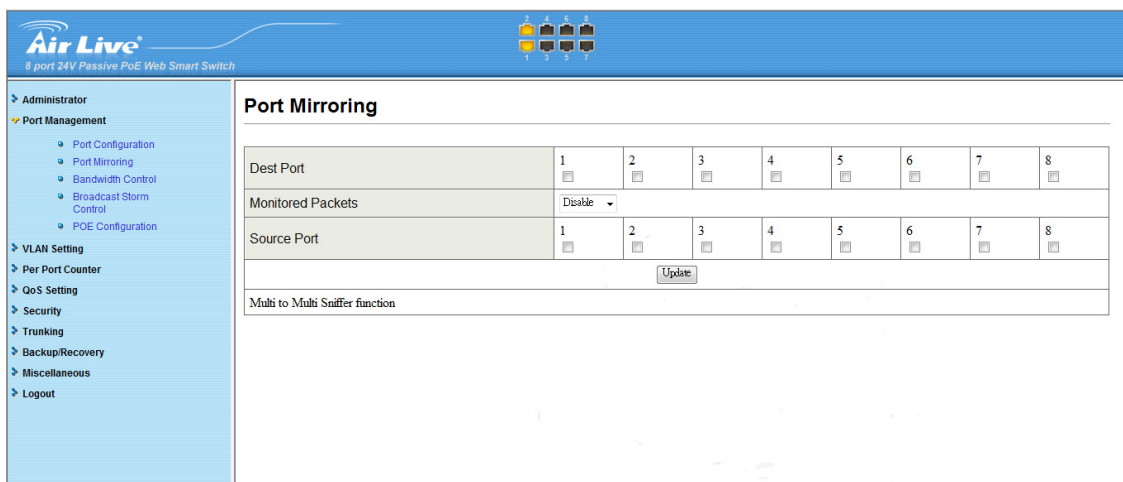 2 4 6 8
Air Live®
1 3 5 7
8 port 24V Passive PoE Web Smart Switch
Administrator
Port Management
Port Configuration
Port Mirroring
Bandwidth Control
Broadcast Storm
Control
POE Configuration
VLAN Setting
Per Port Counter
QoS Setting
Security
Trunking
Backup/Recovery
Miscellaneous
Logout
Port Mirroring
Dest Port 1 2 3 4 5 6 7 8
Monitored Packets Disable
Source Port 1 2 3 4 5 6 7 8
Update
Multi to Multi Sniffer function